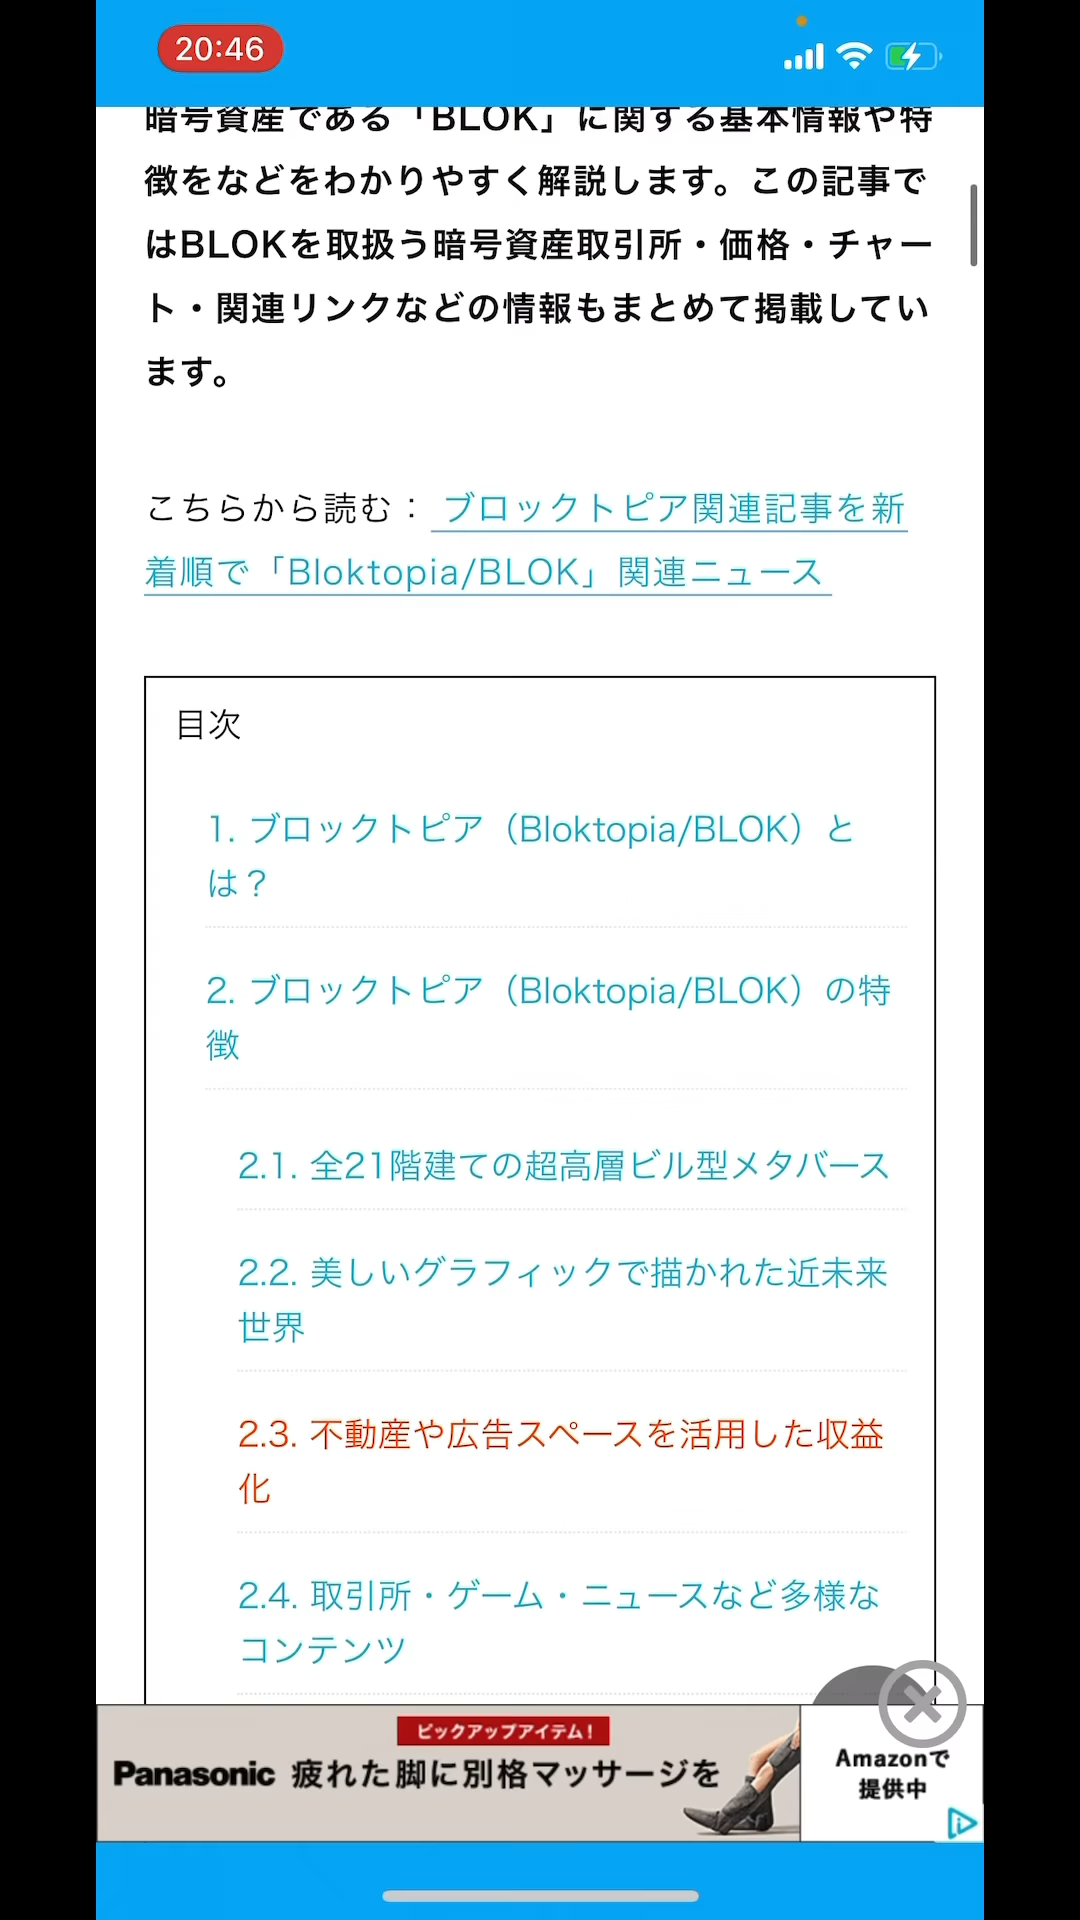 20:46
暗号資産である「BLOK」に関する基本情報や特
徴をなどをわかりやすく解説します。この記事で
はBLOKを取扱う暗号資産取引所・価格・チャー
ト・関連リンクなどの情報もまとめて掲載してい
ます。
こちらから読む： ブロックトピア関連記事を新
着順で「Bloktopia/BLOK」関連ニュース
目次
1. ブロックトピア（Bloktopia/BLOK）と
は？
2. ブロックトピア（Bloktopia/BLOK）の特
徴
2.1. 全21階建ての超高層ビル型メタバース
2.2. 美しいグラフィックで描かれた近未来
世界
2.3. 不動産や広告スペースを活用した収益
化
2.4. 取引所・ゲーム・ニュースなど多様な
コンテンツ
ピックアップアイテム！
Panasonic 疲れた脚に別格マッサージを
Amazonで
提供中